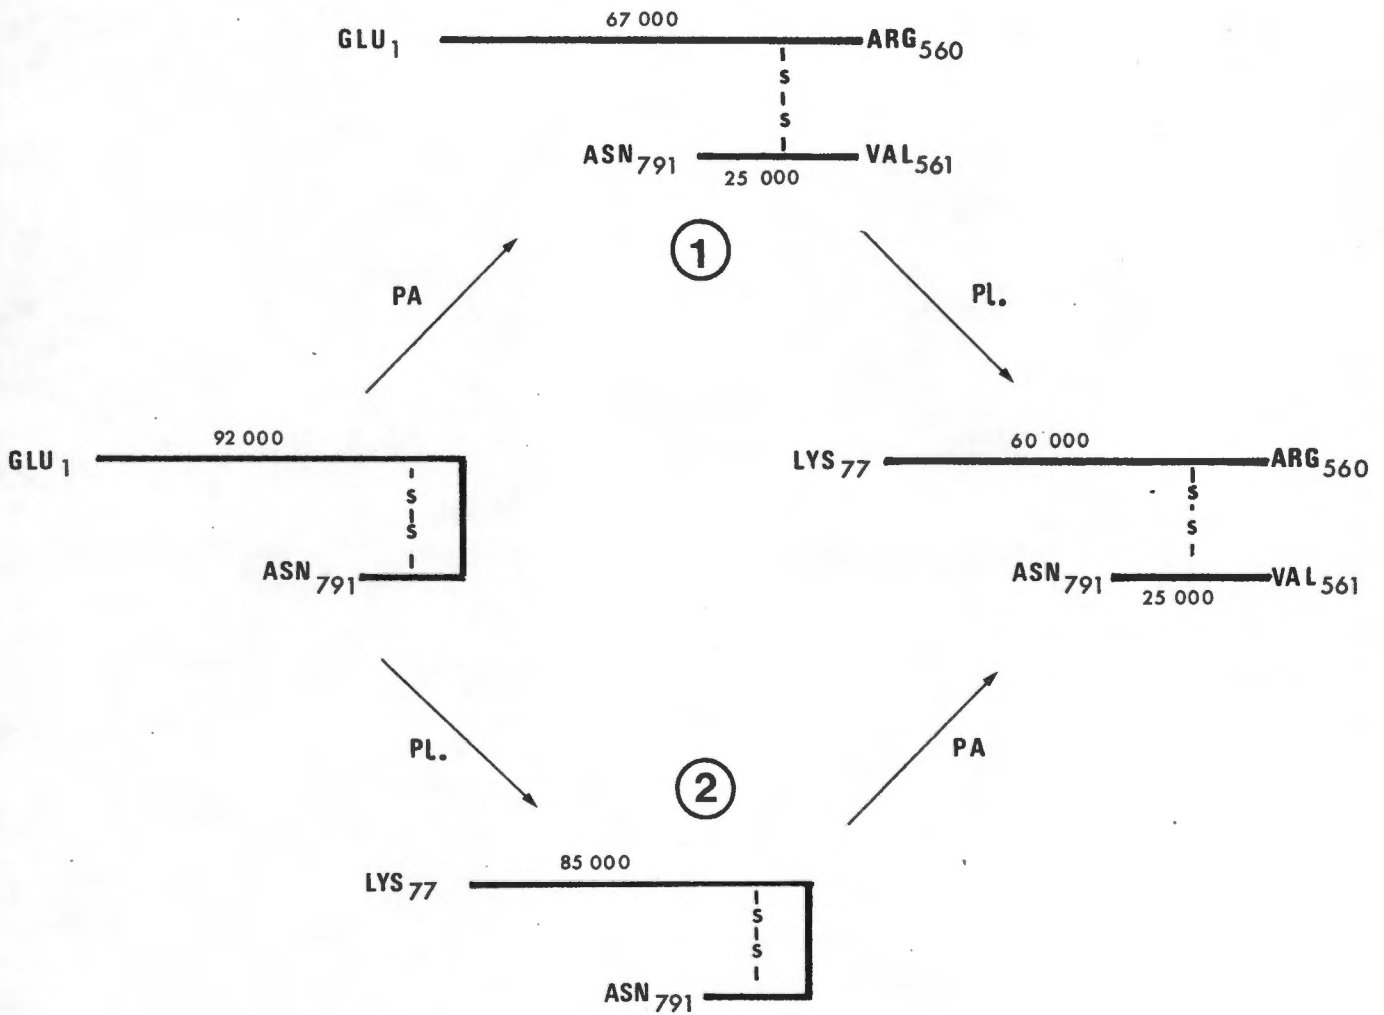 67 000
GLU1 ARG560
S
S
ASN791 VAL561
25 000
1
PA PL.
92 000
GLU1
S
S
ASN791
60 000
LYS77 ARG560
S
S
ASN791 VAL561
25 000
PL. PA
2
85 000
LYS77
S
S
ASN791